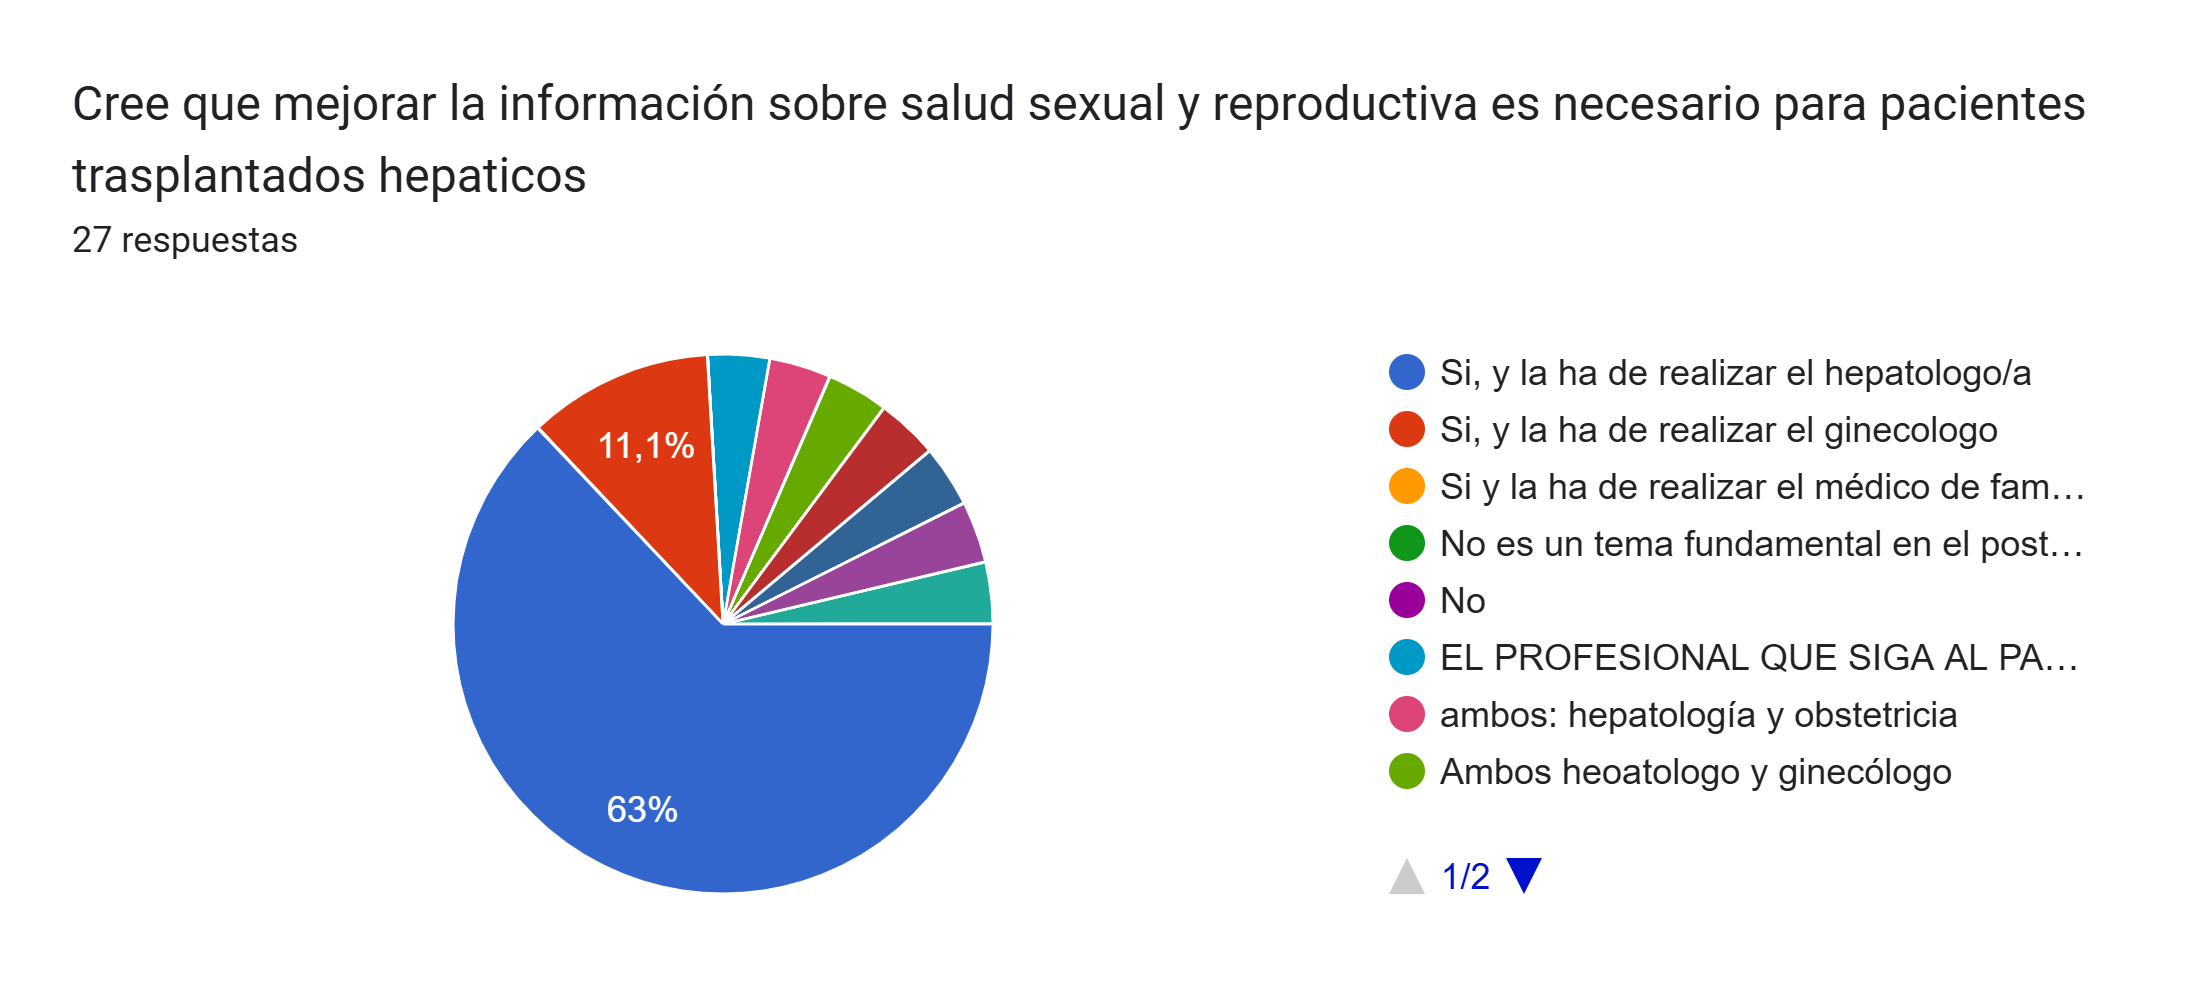 Cree que mejorar la información sobre salud sexual y reproductiva es necesario para pacientes
trasplantados hepaticos
27 respuestas
11,1%
63%
Si, y la ha de realizar el hepatologo/a
Si, y la ha de realizar el ginecologo
Si y la ha de realizar el médico de fam…
No es un tema fundamental en el post…
No
EL PROFESIONAL QUE SIGA AL PA…
ambos: hepatología y obstetricia
Ambos heoatologo y ginecólogo
1/2